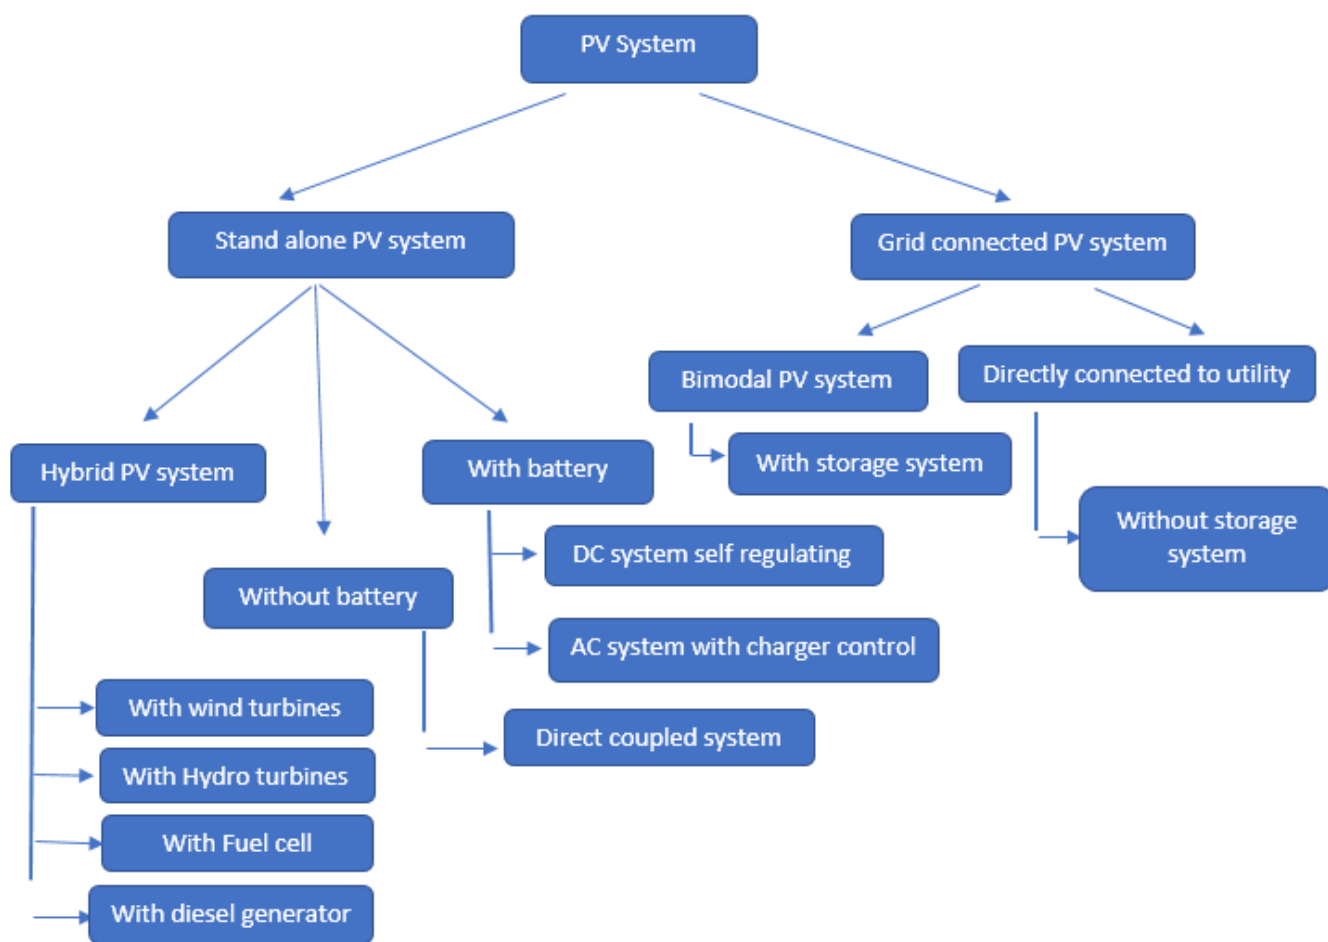 PV System
Stand alone PV system
Grid connected PV system
Bimodal PV system
Directly connected to utility
Hybrid PV system
With battery
With storage system
Without storage
system
DC system self regulating
Without battery
AC system with charger control
With wind turbines
Direct coupled system
With Hydro turbines
With Fuel cell
With diesel generator